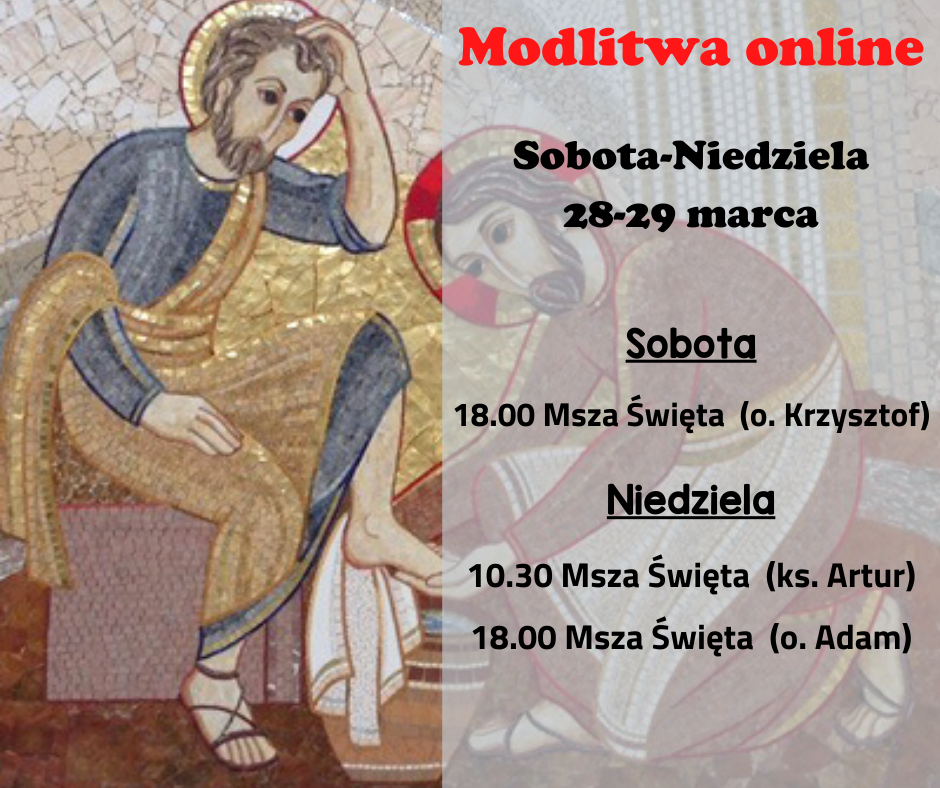 Modlitwa online
Sobota-Niedziela
28-29 marca
Sobota
18.00 Msza Święta (o. Krzysztof)
Niedziela
10.30 Msza Święta (ks. Artur)
18.00 Msza Święta (o. Adam)